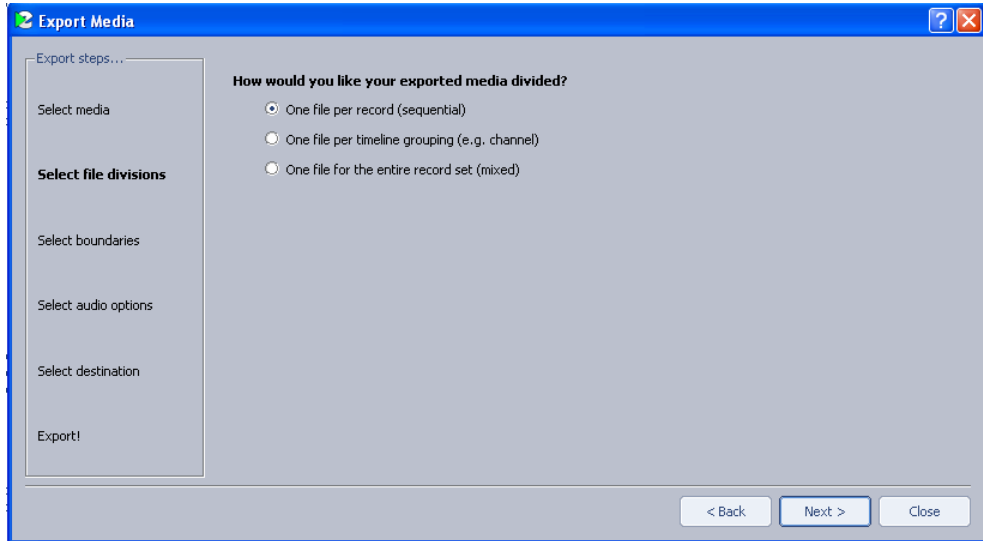 Export Media
Export steps...
Select media
Select file divisions
Select boundaries
Select audio options
Select destination
Export!
How would you like your exported media divided?
One file per record (sequential)
One file per timeline grouping (e.g. channel)
One file for the entire record set (mixed)
< Back
Next >
Close